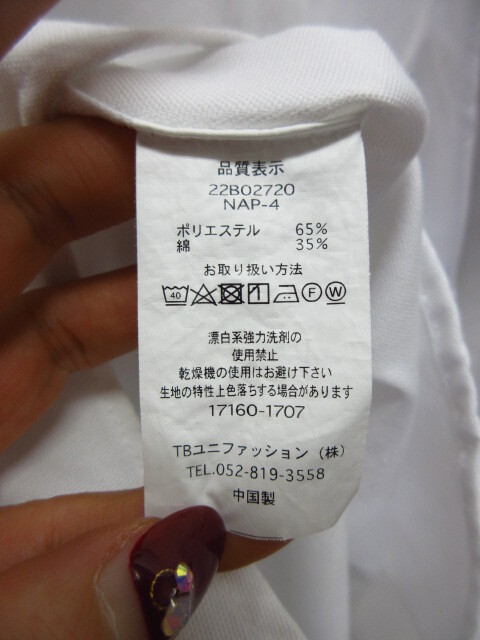 品質表示
22B02720
NAP-4
ポリエステル 65%
綿 35%
お取り扱い方法
40 F W
漂白系強力洗剤の
使用禁止
乾燥機の使用はお避け下さい
生地の特性上色落ちする場合があります
17160-1707
TBユニファッション(株)
TEL.052-819-3558
中国製